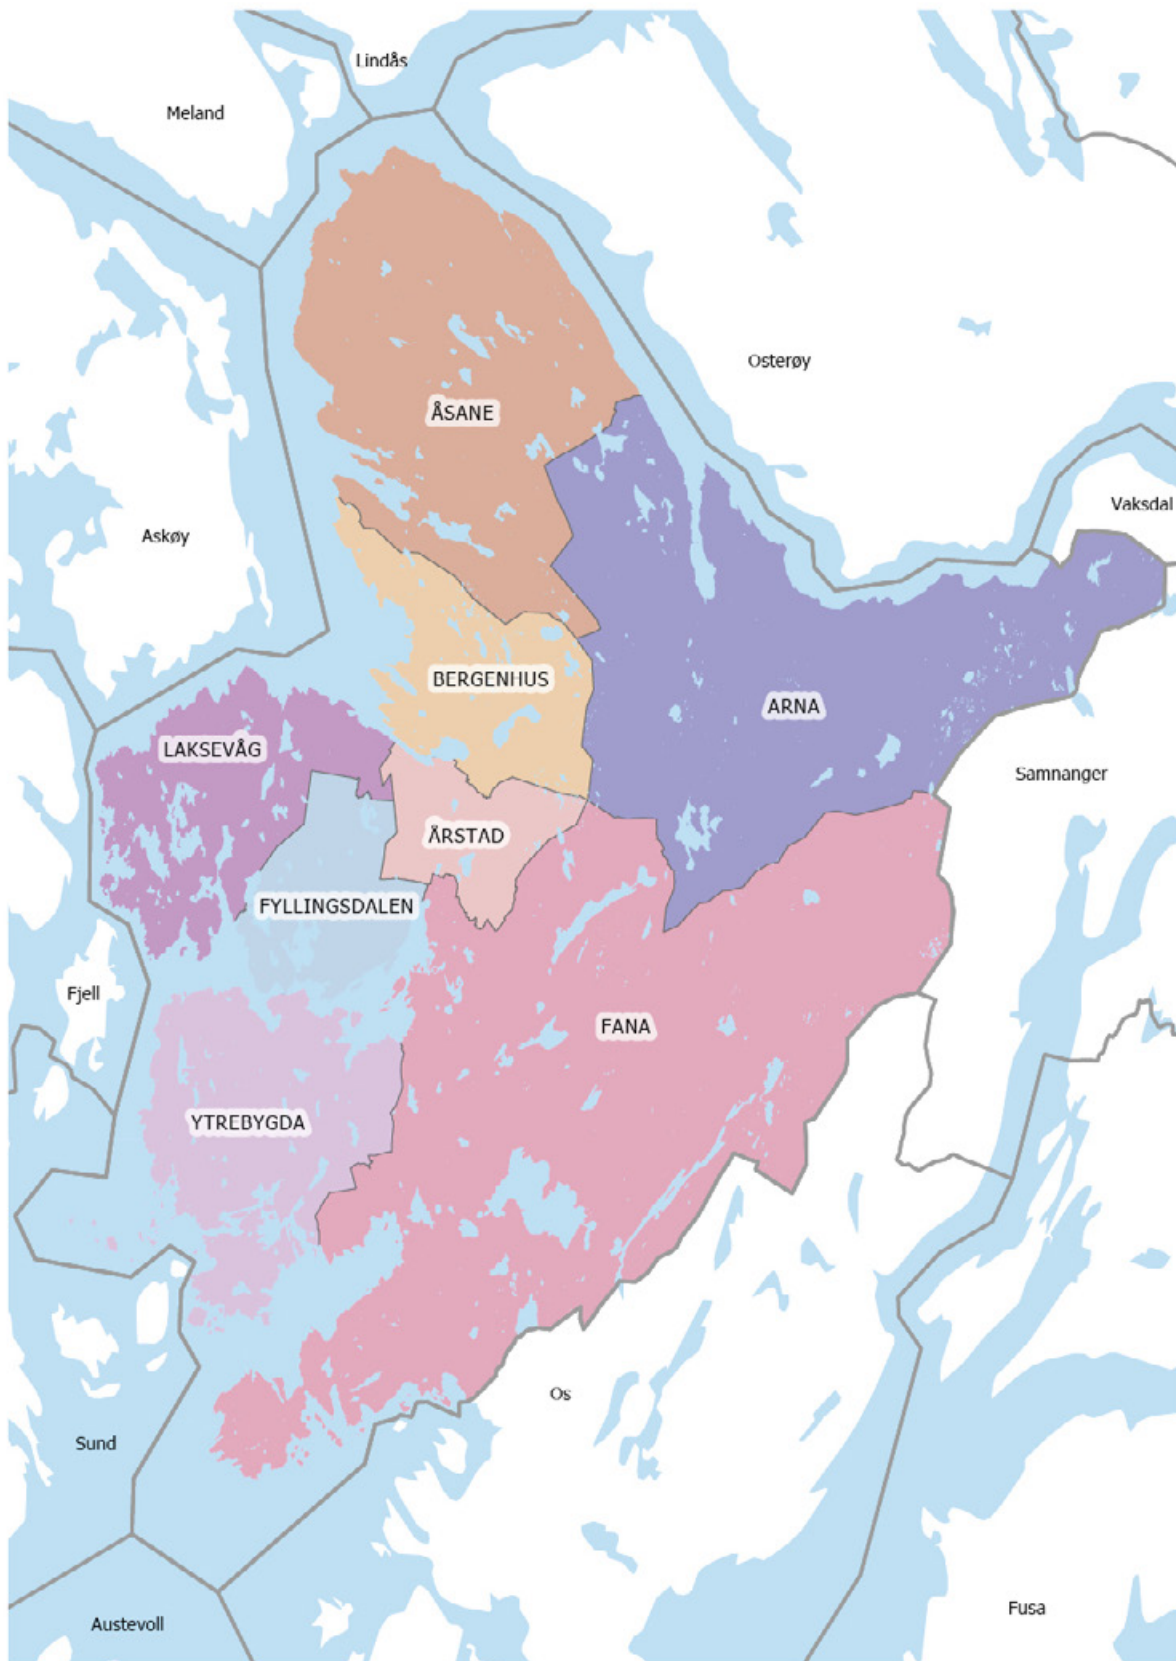 Lindås
Meland
Osterøy
ÅSANE
Vaksdal
Askøy
BERGENHUS
ARNA
LAKSEVÅG
Samnanger
ÅRSTAD
FYLLINGSDALEN
Fjell
FANA
YTREBYGDA
Os
Sund
Fusa
Austevoll